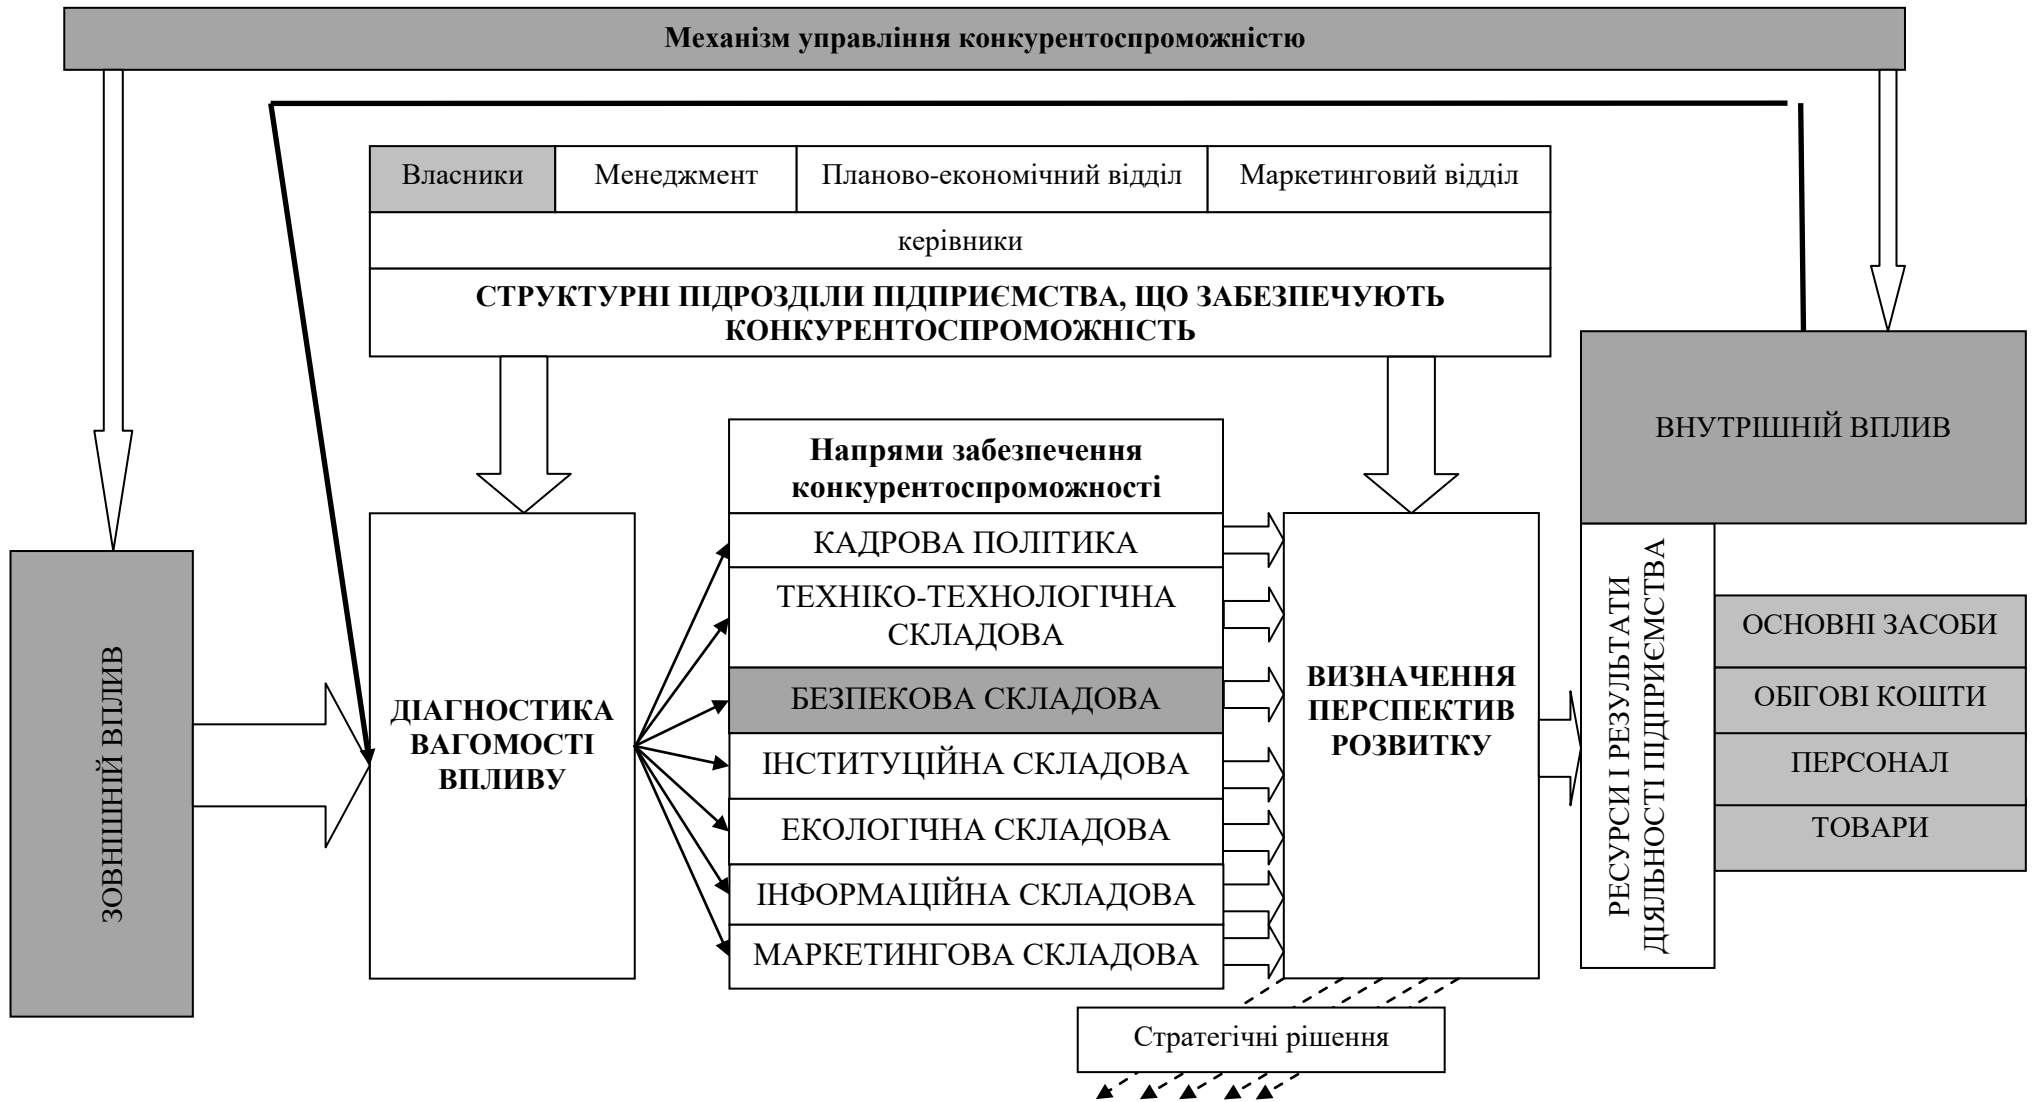 Механізм управління конкурентоспроможністю
Власники
Менеджмент
Планово-економічний відділ
Маркетинговий відділ
керівники
СТРУКТУРНІ ПІДРОЗДІЛИ ПІДПРИЄМСТВА, ЩО ЗАБЕЗПЕЧУЮТЬ
КОНКУРЕНТОСПРОМОЖНІСТЬ
ЗОВНІШНІЙ ВПЛИВ
ДІАГНОСТИКА
ВАГОМОСТІ
ВПЛИВУ
Напрями забезпечення
конкурентоспроможності
КАДРОВА ПОЛІТИКА
ТЕХНІКО-ТЕХНОЛОГІЧНА
СКЛАДОВА
БЕЗПЕКОВА СКЛАДОВА
ІНСТИТУЦІЙНА СКЛАДОВА
ЕКОЛОГІЧНА СКЛАДОВА
ІНФОРМАЦІЙНА СКЛАДОВА
МАРКЕТИНГОВА СКЛАДОВА
ВИЗНАЧЕННЯ
ПЕРСПЕКТИВ
РОЗВИТКУ
ВНУТРІШНІЙ ВПЛИВ
РЕСУРСИ І РЕЗУЛЬТАТИ
ДІЯЛЬНОСТІ ПІДПРИЄМСТВА
ОСНОВНІ ЗАСОБИ
ОБІГОВІ КОШТИ
ПЕРСОНАЛ
ТОВАРИ
Стратегічні рішення